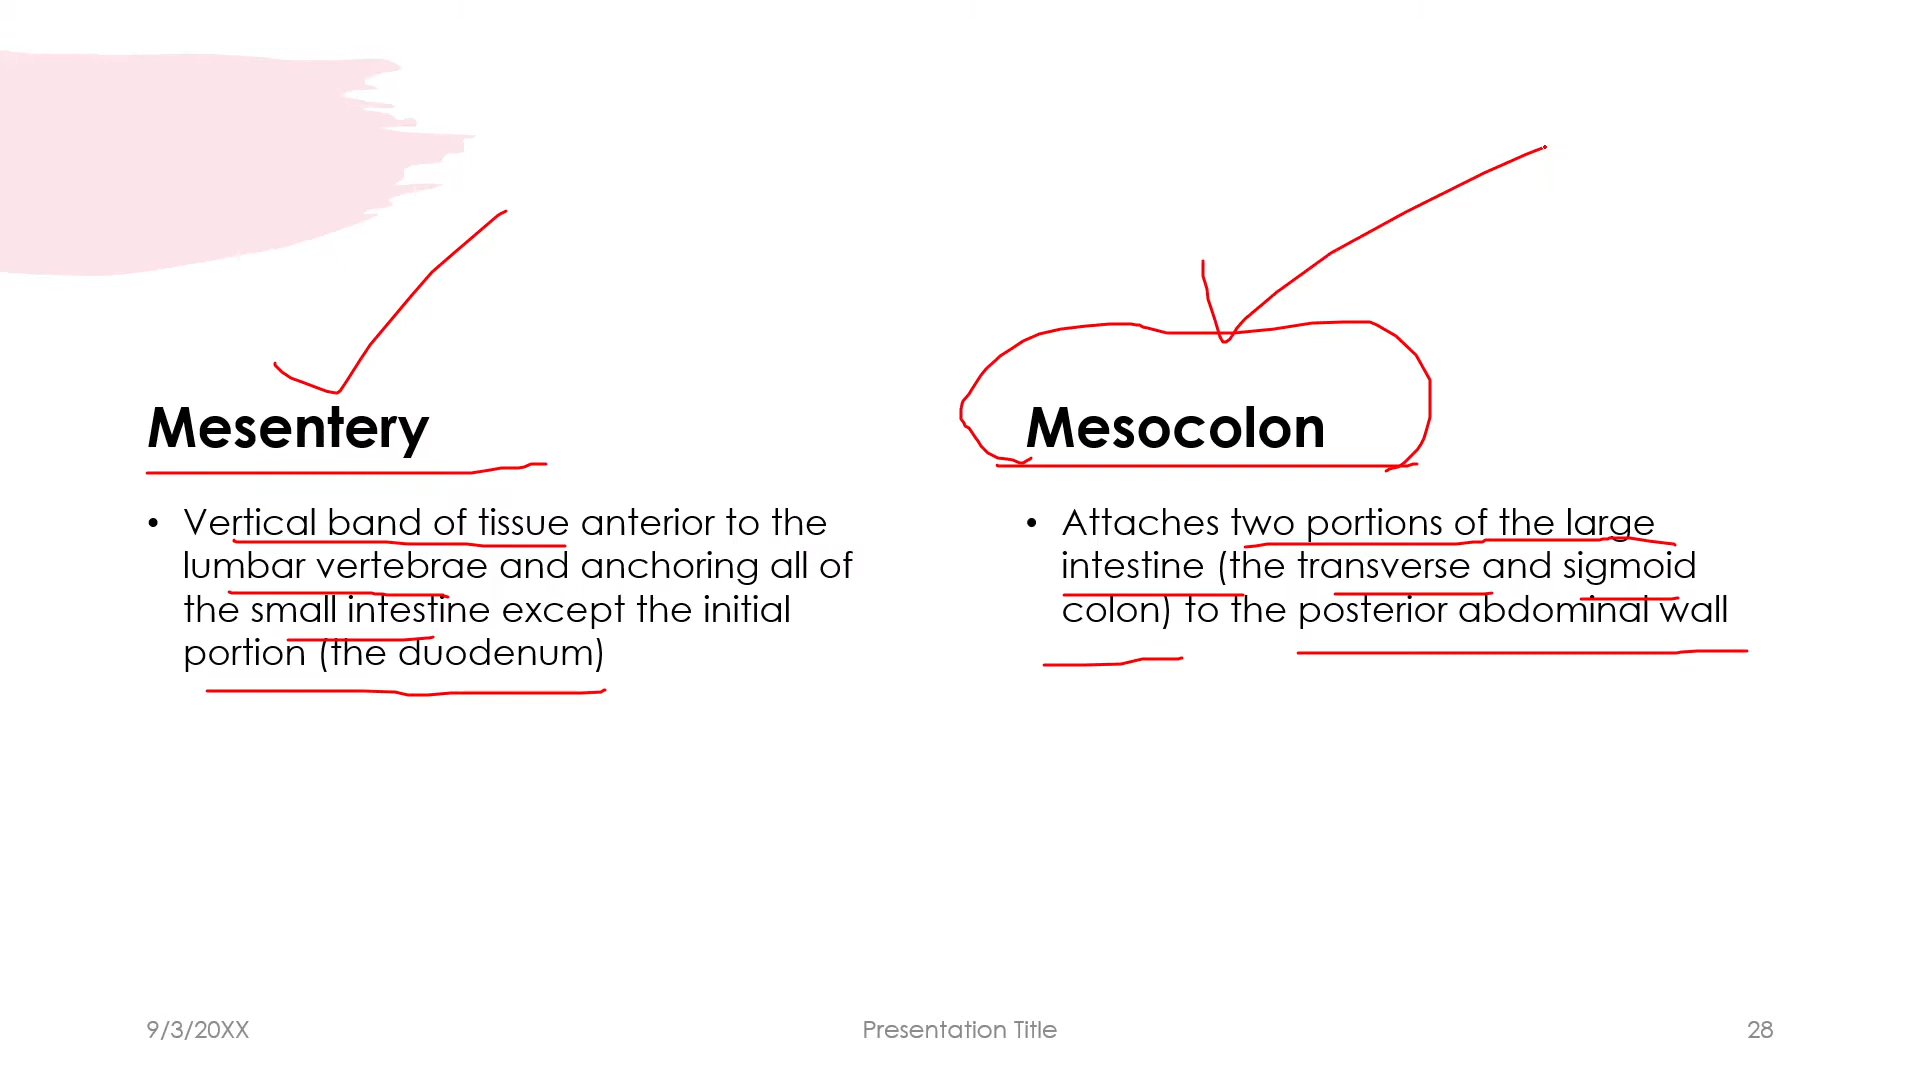 Mesentery
• Vertical band of tissue anterior to the
lumbar vertebrae and anchoring all of
the small intestine except the initial
portion (the duodenum)
Mesocolon
• Attaches two portions of the large
intestine (the transverse and sigmoid
colon) to the posterior abdominal wall
9/3/20XX
Presentation Title
28